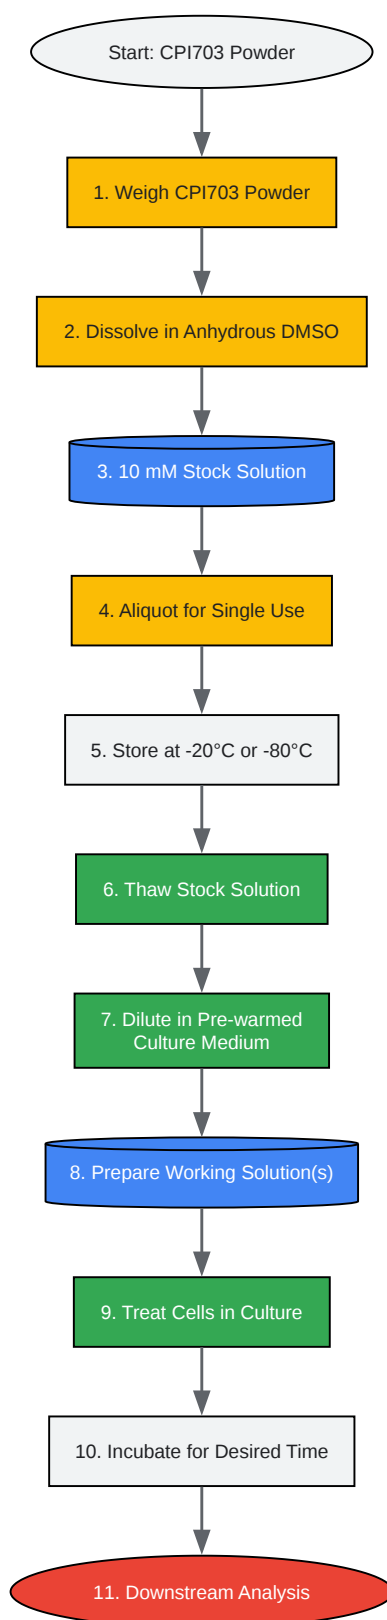 Start: CPI703 Powder
1. Weigh CPI703 Powder
2. Dissolve in Anhydrous DMSO
3. 10 mM Stock Solution
4. Aliquot for Single Use
5. Store at -20°C or -80°C
6. Thaw Stock Solution
7. Dilute in Pre-warmed
Culture Medium
8. Prepare Working Solution(s)
9. Treat Cells in Culture
10. Incubate for Desired Time
11. Downstream Analysis